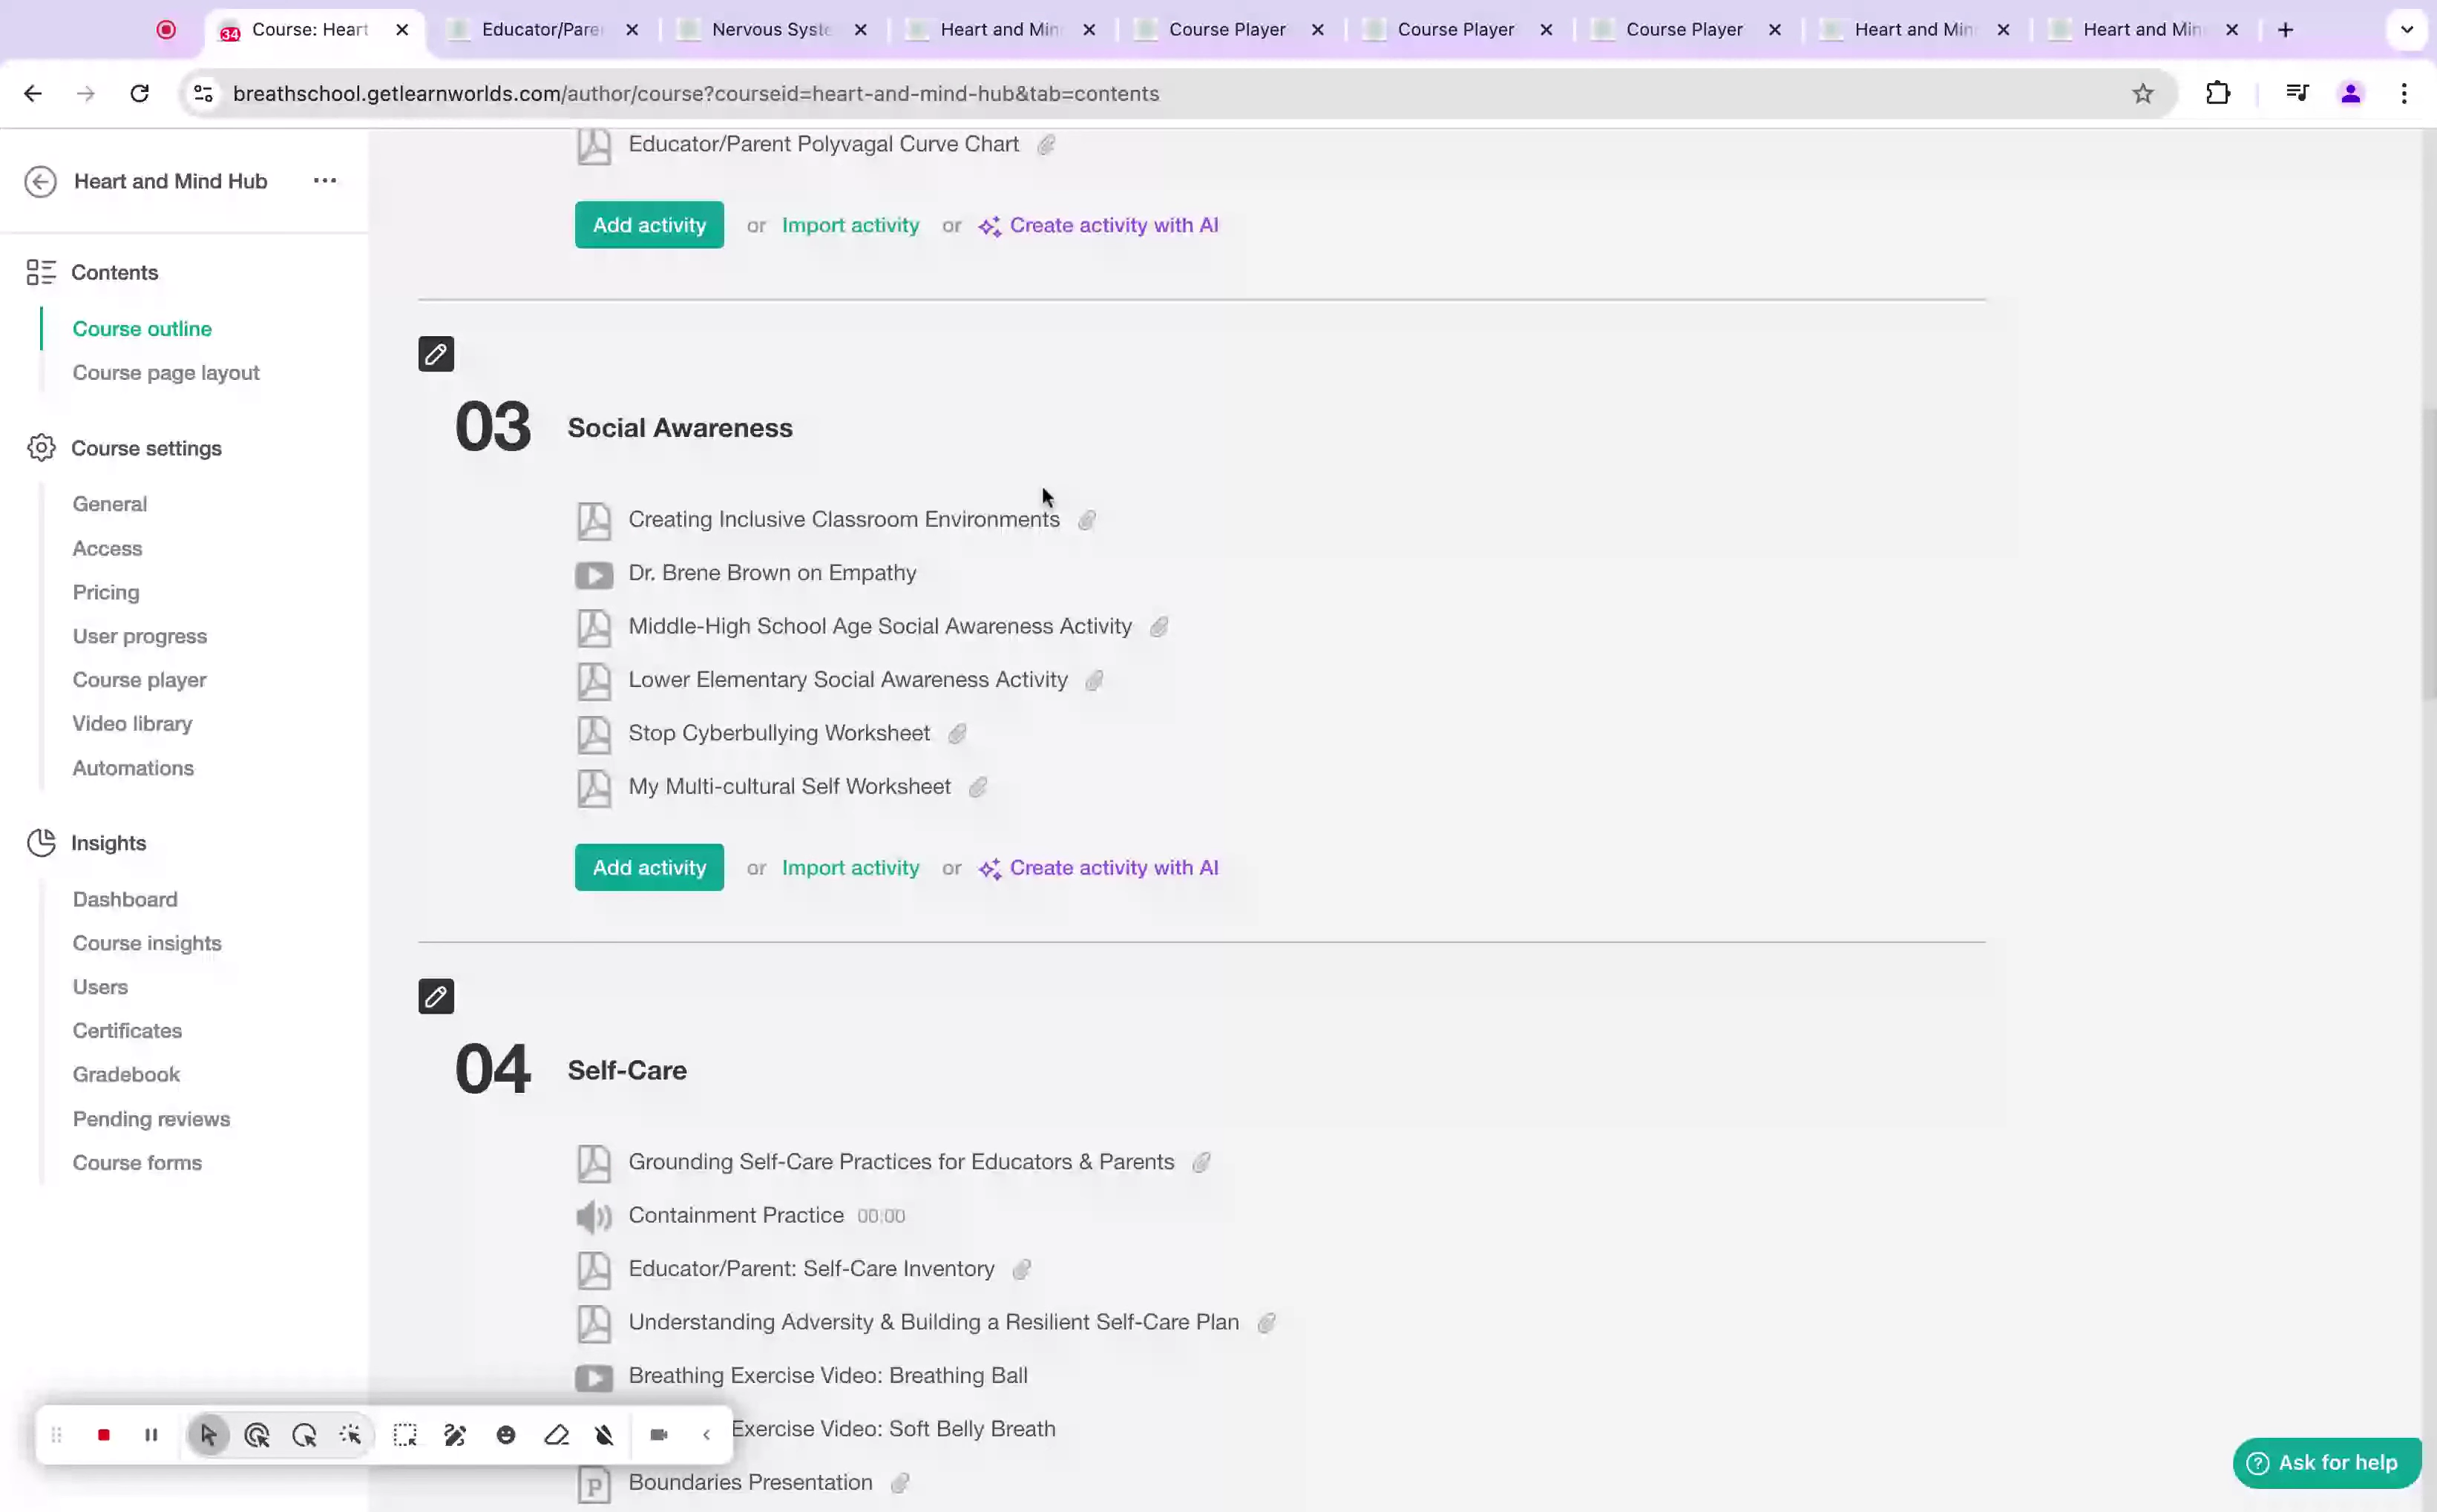 34 Course: Heart
Educator/Pare
Nervous Syste
Heart and Min
Course Player
Course Player
Course Player
Heart and Min
Heart and Min
breathschool.getlearnworlds.com/author/course?courseid=heart-and-mind-hub&tab=contents
Heart and Mind Hub
Contents
Course outline
Course page layout
Course settings
General
Access
Pricing
User progress
Course player
Video library
Automations
Insights
Dashboard
Course insights
Users
Certificates
Gradebook
Pending reviews
Course forms
Educator/Parent Polyvagal Curve Chart
Add activity or Import activity or Create activity with AI
03 Social Awareness
Creating Inclusive Classroom Environments
Dr. Brene Brown on Empathy
Middle-High School Age Social Awareness Activity
Lower Elementary Social Awareness Activity
Stop Cyberbullying Worksheet
My Multi-cultural Self Worksheet
Add activity or Import activity or Create activity with AI
04 Self-Care
Grounding Self-Care Practices for Educators & Parents
Containment Practice 00:00
Educator/Parent: Self-Care Inventory
Understanding Adversity & Building a Resilient Self-Care Plan
Breathing Exercise Video: Breathing Ball
Exercise Video: Soft Belly Breath
P Boundaries Presentation
Ask for help